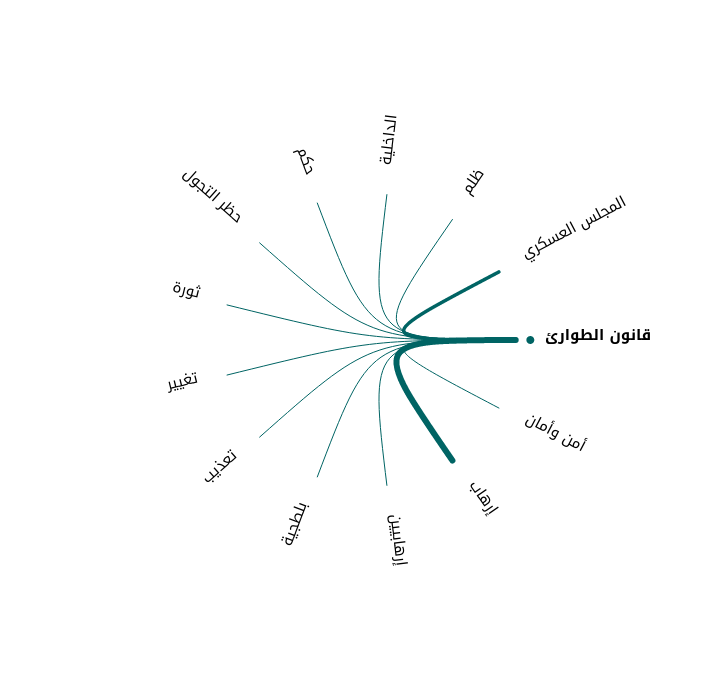 الداخلية
ظلم
حكم
حظر التجول
المجلس العسكري
ثورة
قانون الطوارئ
تغيير
أمن وأمان
تعذيب
إرهاب
بلطجية
إرهابيين